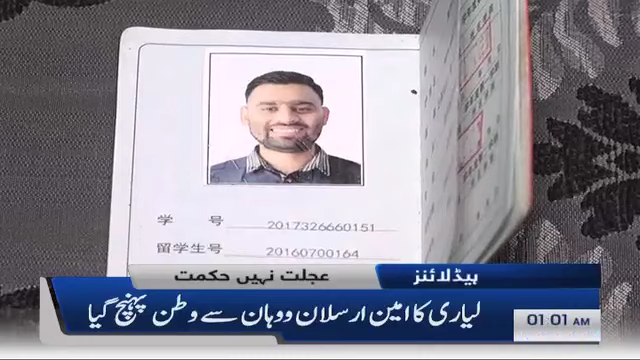 学 号 2017326660151
留学生号 20160700164
ہیڈلائنز
عجلت نہیں حکمت
لیاری کا امین ارسلان ووہان سے وطن پہنچ گیا
01:01 AM